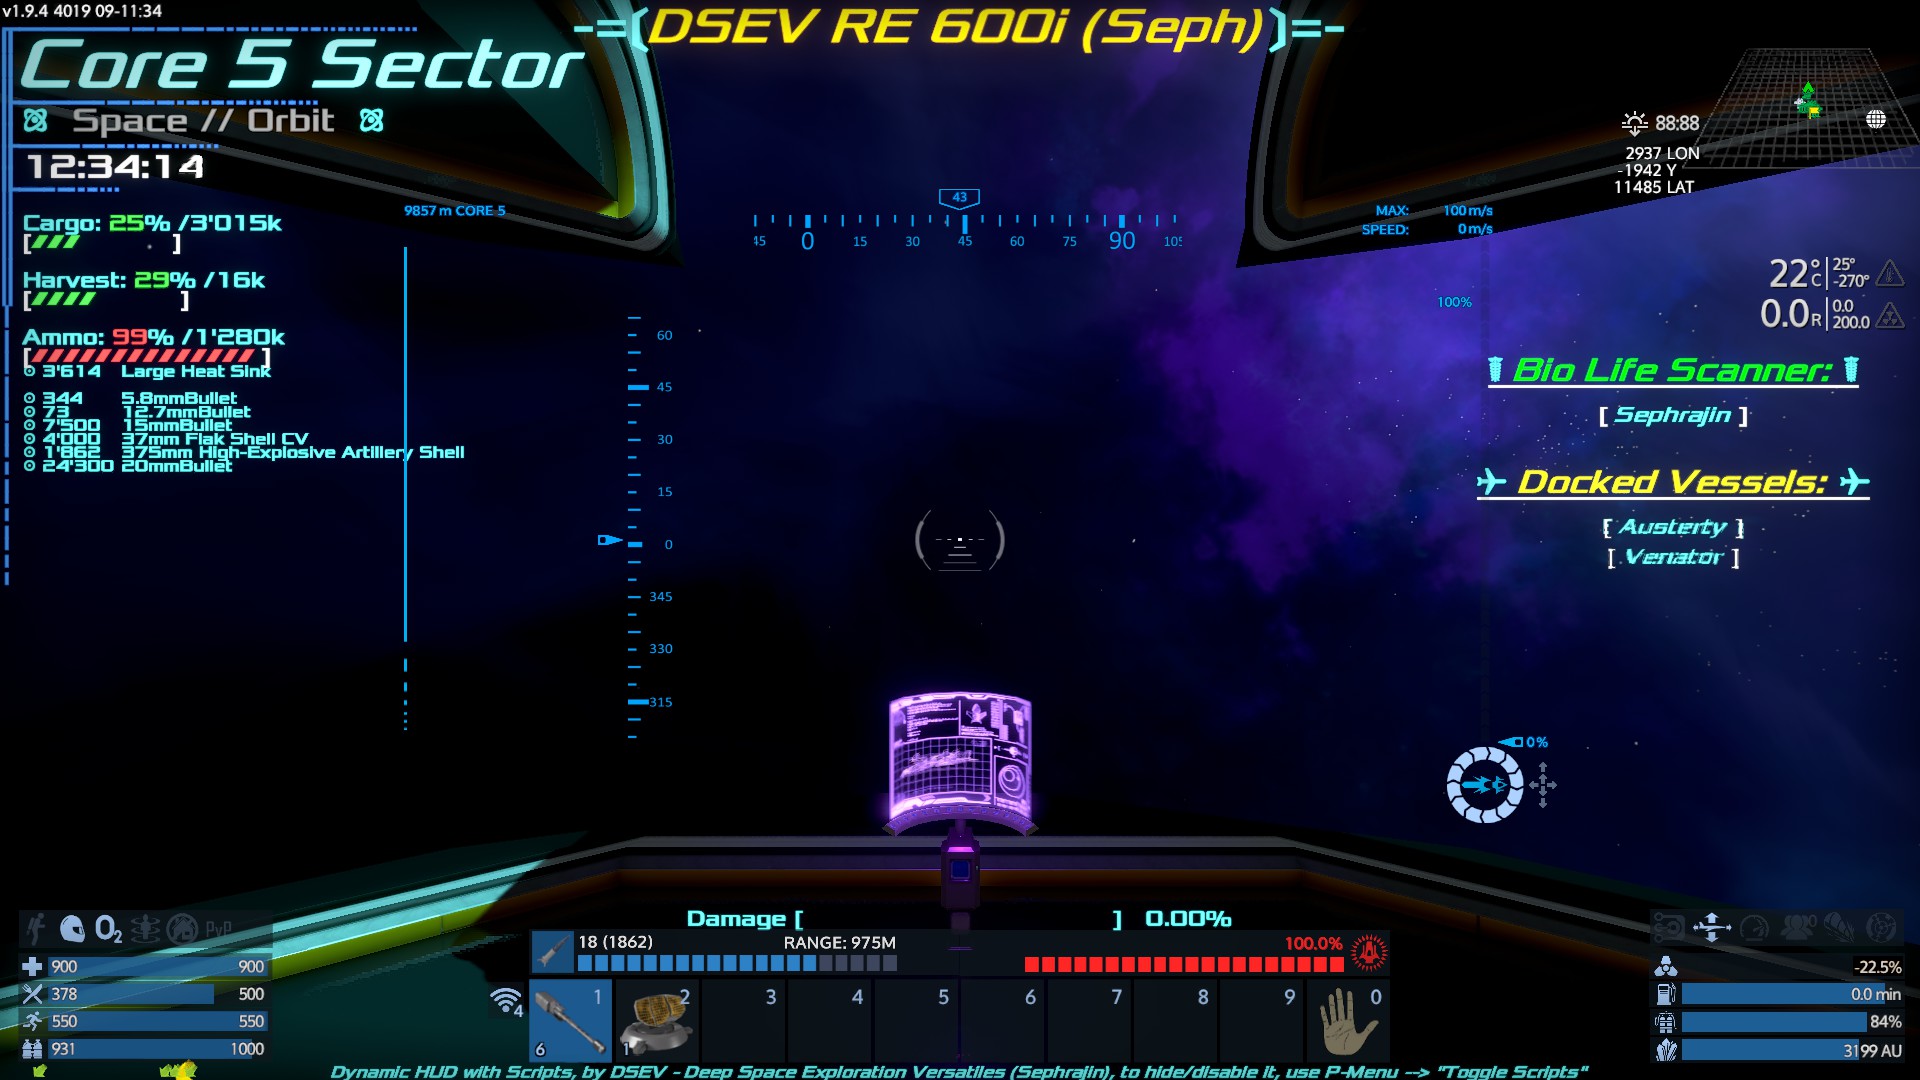 v1.9.4 4019 09-11:34
-=(DSEV RE 600i (Seph))=-
Core 5 Sector
Space // Orbit
12:34:14
Cargo: 25% /3'015k
[ ]
Harvest: 29% /16k
[ ]
Ammo: 99% /1'280k
[ ]
3'614 Large Heat Sink
344 5.8mmBullet
73 12.7mmBullet
7'500 15mmBullet
4'000 37mm Flak Shell CV
1'862 375mm High-Explosive Artillery Shell
24'300 20mmBullet
9857 m CORE 5
43
45 0 15 30 45 60 75 90 105
MAX: 100 m/s
SPEED: 0 m/s
100%
88:88
2937 LON
-1942 Y
11485 LAT
22°C 25° -270°
0.0 R 0.0 200.0
60
45
30
15
0
345
330
315
Bio Life Scanner:
[ Sephrajin ]
Docked Vessels:
[ Austerty ]
[ Venator ]
0%
Damage [ ] 0.00%
18 (1862) RANGE: 975M 100.0%
1 2 3 4 5 6 7 8 9 0
6 1
4
O2 PvP
900 900
378 500
550 550
931 1000
-22.5%
0.0 min
84%
3199 AU
Dynamic HUD with Scripts, by DSEV - Deep Space Exploration Versatiles (Sephrajin), to hide/disable it, use P-Menu --> "Toggle Scripts"